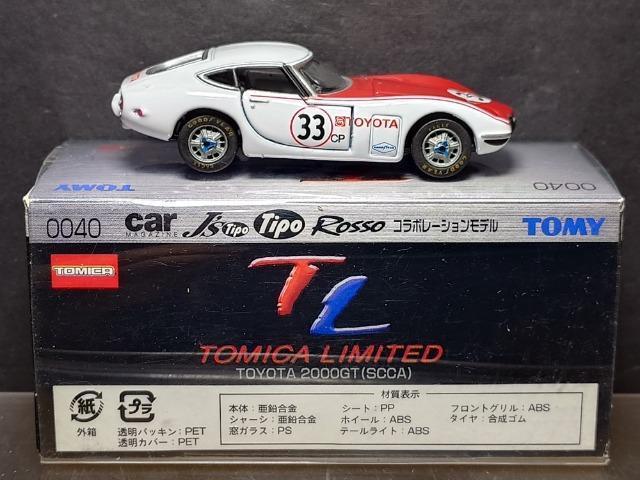 GOODYEAR
EAGLE
33
TOYOTA
CP
GOODYEAR
33
TOMY
0040
0040 car MAGAZINE J's Tipo Tipo Rosso コラボレーションモデル TOMY
TOMICA
TL
TOMICA LIMITED
TOYOTA 2000GT(SCCA)
紙
外箱
プラ
透明パッキン:PET
透明カバー:PET
材質表示
本体:亜鉛合金 シート:PP フロントグリル:ABS
シャーシ:亜鉛合金 ホイール:ABS タイヤ:合成ゴム
窓ガラス:PS テールライト:ABS